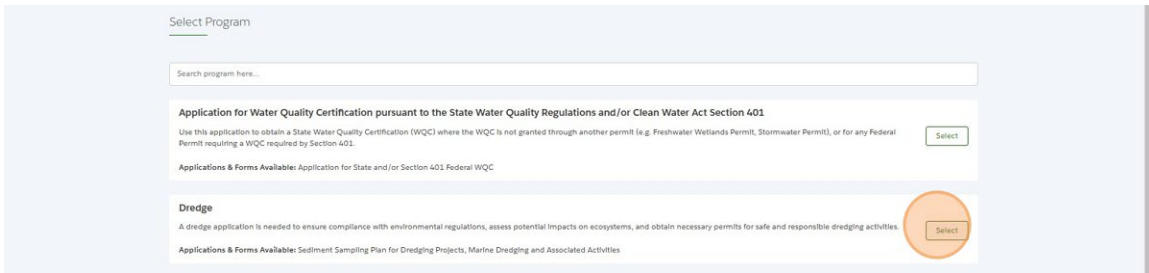 Select Program
Search program here...
Application for Water Quality Certification pursuant to the State Water Quality Regulations and/or Clean Water Act Section 401
Use this application to obtain a State Water Quality Certification (WQC) where the WQC is not granted through another permit (e.g. Freshwater Wetlands Permit, Stormwater Permit), or for any Federal
Permit requiring a WQC required by Section 401.
Select
Applications & Forms Available: Application for State and/or Section 401 Federal WQC
Dredge
A dredge application is needed to ensure compliance with environmental regulations, assess potential impacts on ecosystems, and obtain necessary permits for safe and responsible dredging activities.
Select
Applications & Forms Available: Sediment Sampling Plan for Dredging Projects, Marine Dredging and Associated Activities